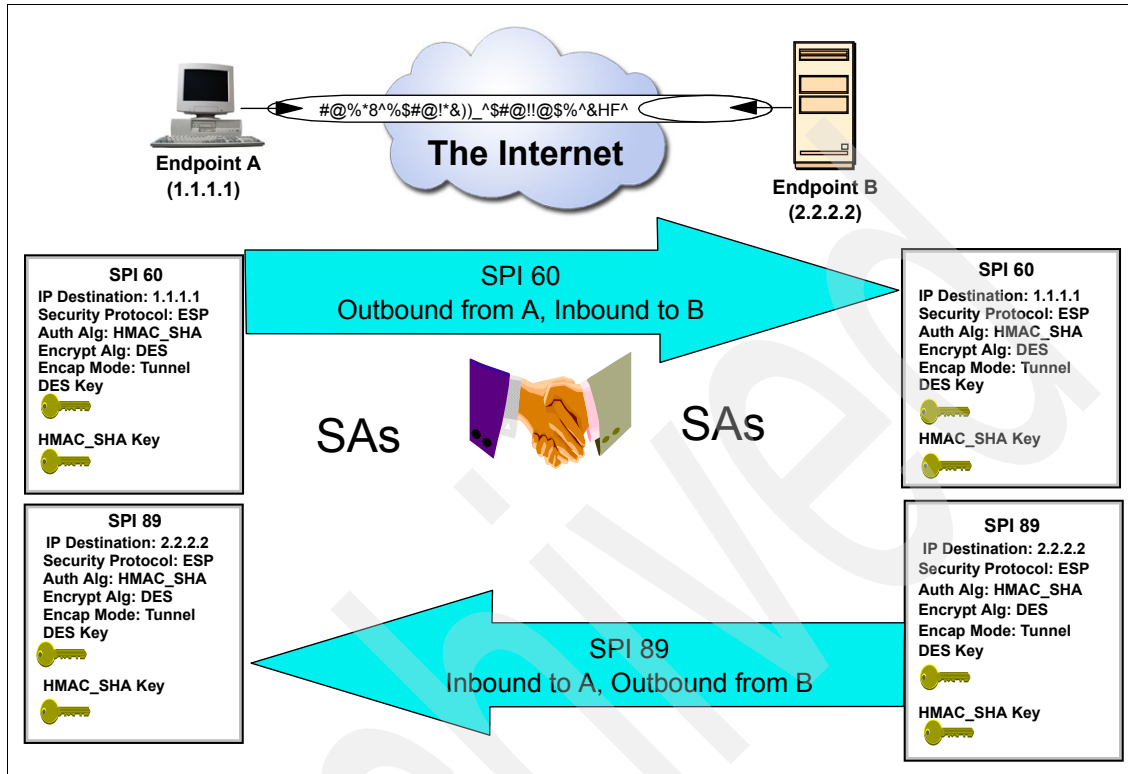 #@%*8^%$#@!*&))_^$#@!!@$%^&HF^
The Internet
Endpoint A
(1.1.1.1)
Endpoint B
(2.2.2.2)
SPI 60
IP Destination: 1.1.1.1
Security Protocol: ESP
Auth Alg: HMAC_SHA
Encrypt Alg: DES
Encap Mode: Tunnel
DES Key
HMAC_SHA Key
SPI 60
Outbound from A, Inbound to B
SPI 60
IP Destination: 1.1.1.1
Security Protocol: ESP
Auth Alg: HMAC_SHA
Encrypt Alg: DES
Encap Mode: Tunnel
DES Key
HMAC_SHA Key
SAs
SAs
SPI 89
IP Destination: 2.2.2.2
Security Protocol: ESP
Auth Alg: HMAC_SHA
Encrypt Alg: DES
Encap Mode: Tunnel
DES Key
HMAC_SHA Key
SPI 89
Inbound to A, Outbound from B
SPI 89
IP Destination: 2.2.2.2
Security Protocol: ESP
Auth Alg: HMAC_SHA
Encrypt Alg: DES
Encap Mode: Tunnel
DES Key
HMAC_SHA Key